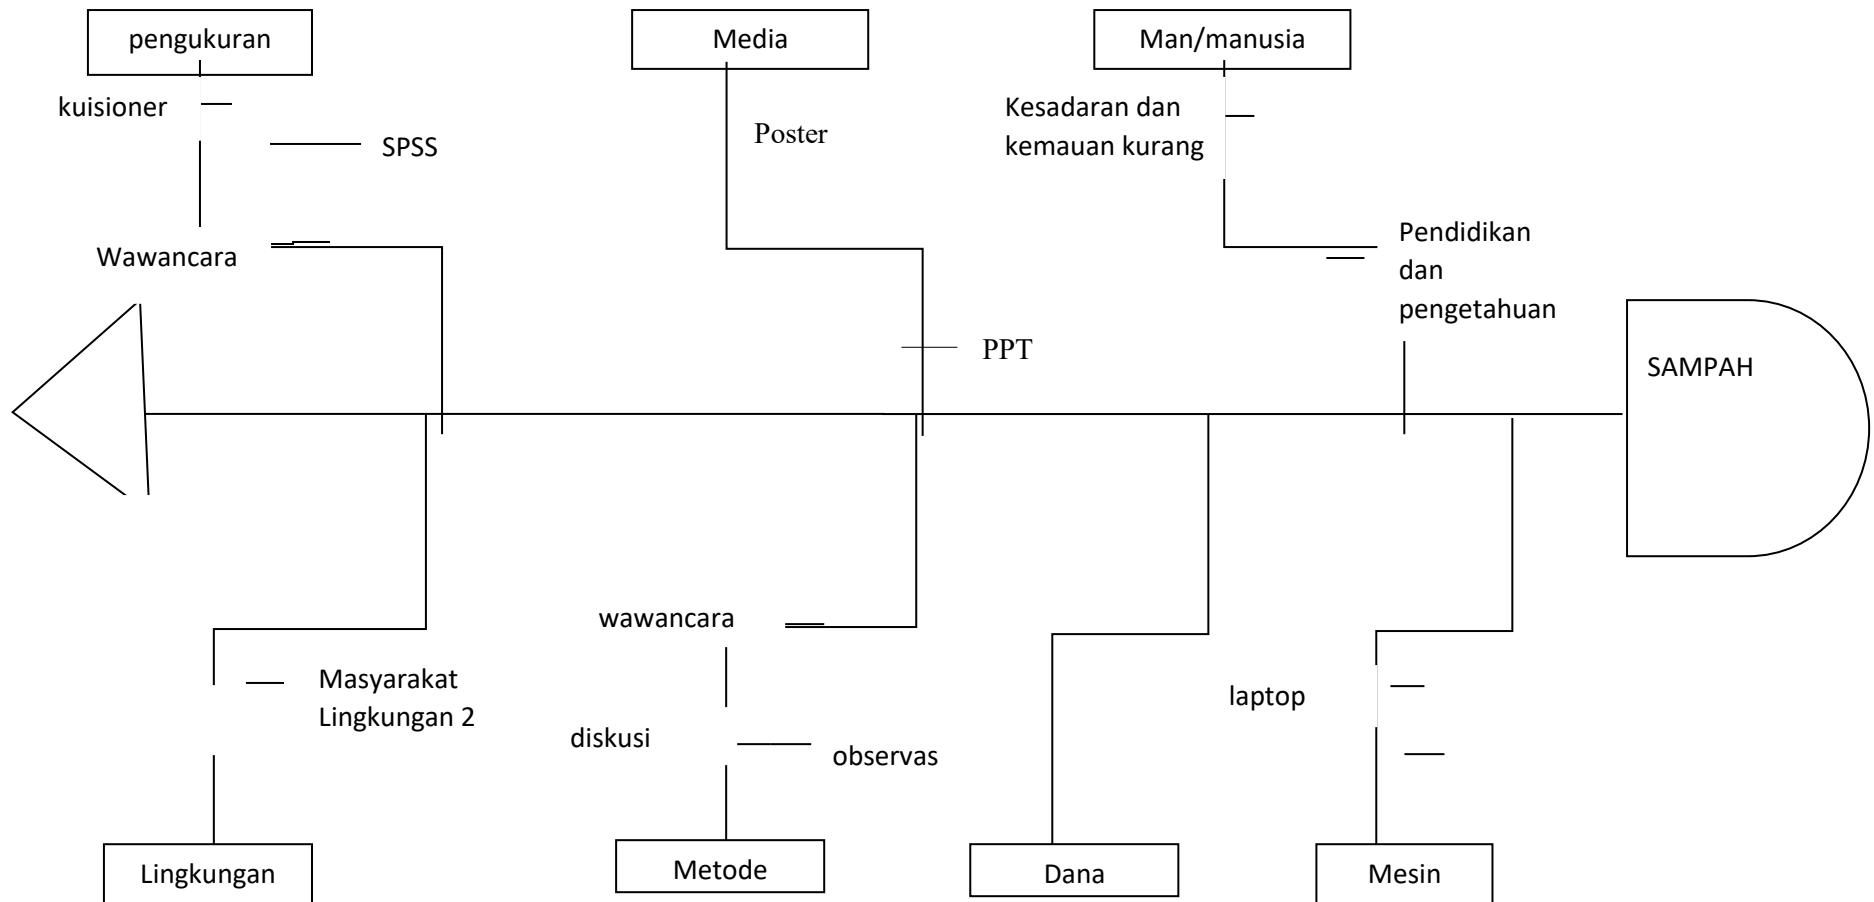 pengukuran
Media
Man/manusia
kuisioner
SPSS
Poster
Kesadaran dan
kemauan kurang
Wawancara
Pendidikan
dan
pengetahuan
PPT
SAMPAH
wawancara
Masyarakat
Lingkungan 2
laptop
diskusi
observas
Lingkungan
Metode
Dana
Mesin